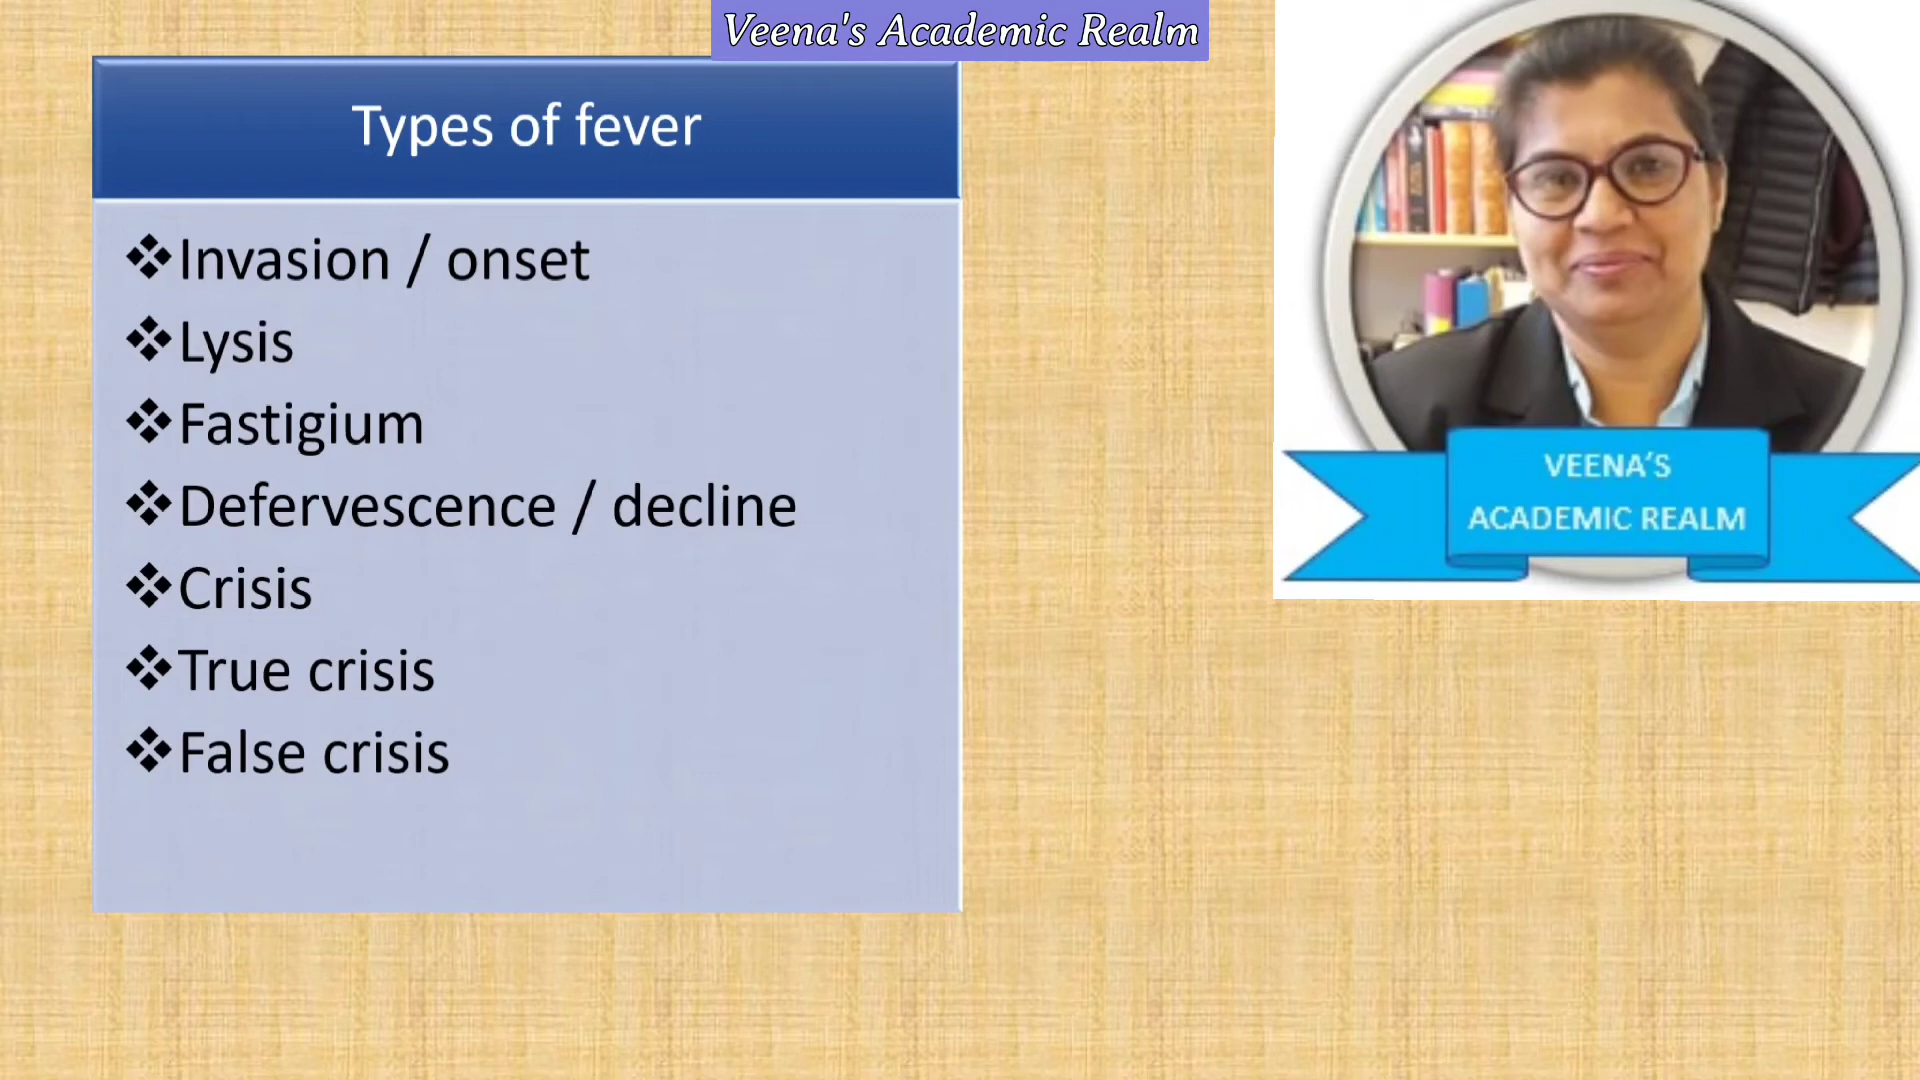 Veena's Academic Realm
Types of fever
❖Invasion / onset
❖Lysis
❖Fastigium
❖Defervescence / decline
❖Crisis
❖True crisis
❖False crisis
VEENA'S
ACADEMIC REALM